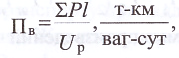 Пв = ΣPl / Uр, т-км / ваг-сут,